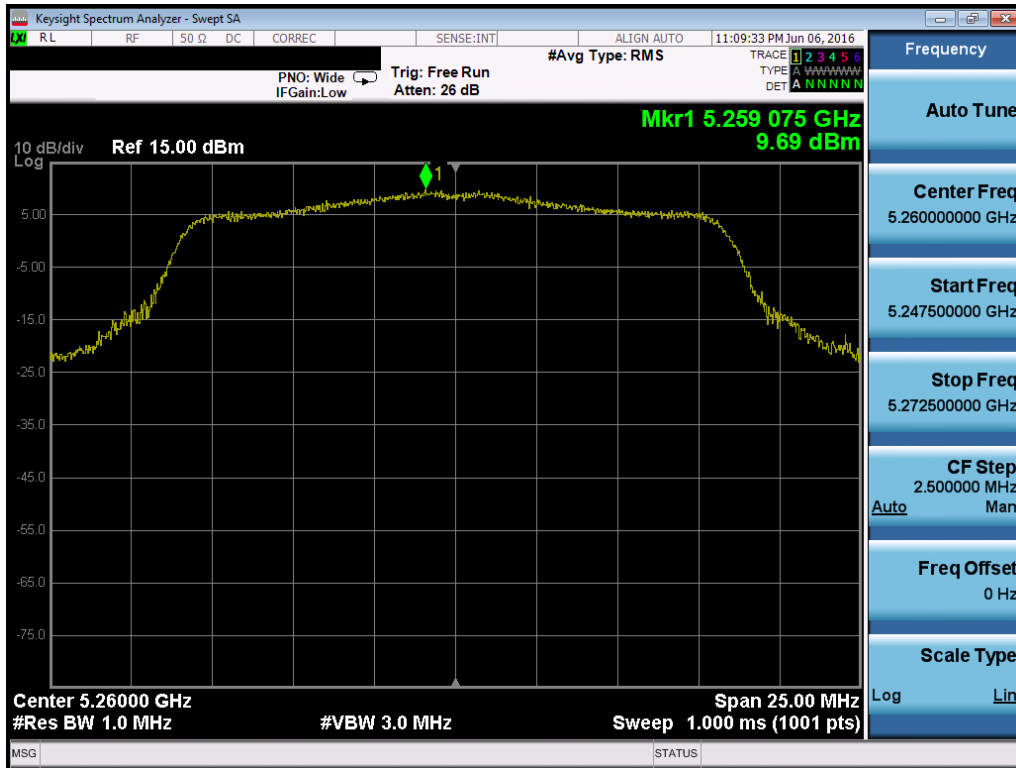 Keysight Spectrum Analyzer - Swept SA
LXI RL RF 50 Ω DC CORREC SENSE:INT ALIGN AUTO 11:09:33 PM Jun 06, 2016
#Avg Type: RMS
TRACE 1 2 3 4 5 6
TYPE A WWWWW
DET A N N N N N
PNO: Wide
IFGain:Low
Trig: Free Run
Atten: 26 dB
Mkr1 5.259 075 GHz
9.69 dBm
10 dB/div Ref 15.00 dBm
Log
1
5.00
-5.00
-15.0
-25.0
-35.0
-45.0
-55.0
-65.0
-75.0
Center 5.26000 GHz Span 25.00 MHz
#Res BW 1.0 MHz #VBW 3.0 MHz Sweep 1.000 ms (1001 pts)
MSG STATUS
Frequency
Auto Tune
Center Freq
5.260000000 GHz
Start Freq
5.247500000 GHz
Stop Freq
5.272500000 GHz
CF Step
2.500000 MHz
Auto Man
Freq Offset
0 Hz
Scale Type
Log Lin